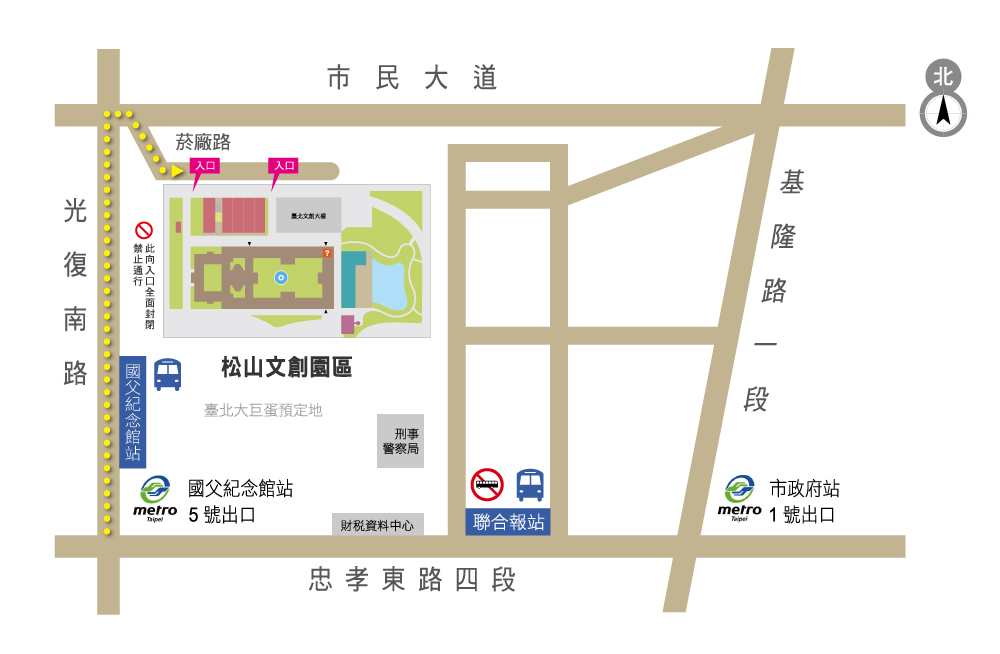 市民大道
北
菸廠路
入口
入口
基隆路一段
光復南路
臺北文創大樓
此向入口全面封閉
禁止通行
?
松山文創園區
國父紀念館站
臺北大巨蛋預定地
刑事
警察局
metro
Taipei
國父紀念館站
5 號出口
財稅資料中心
聯合報站
metro
Taipei
市政府站
1 號出口
忠孝東路四段